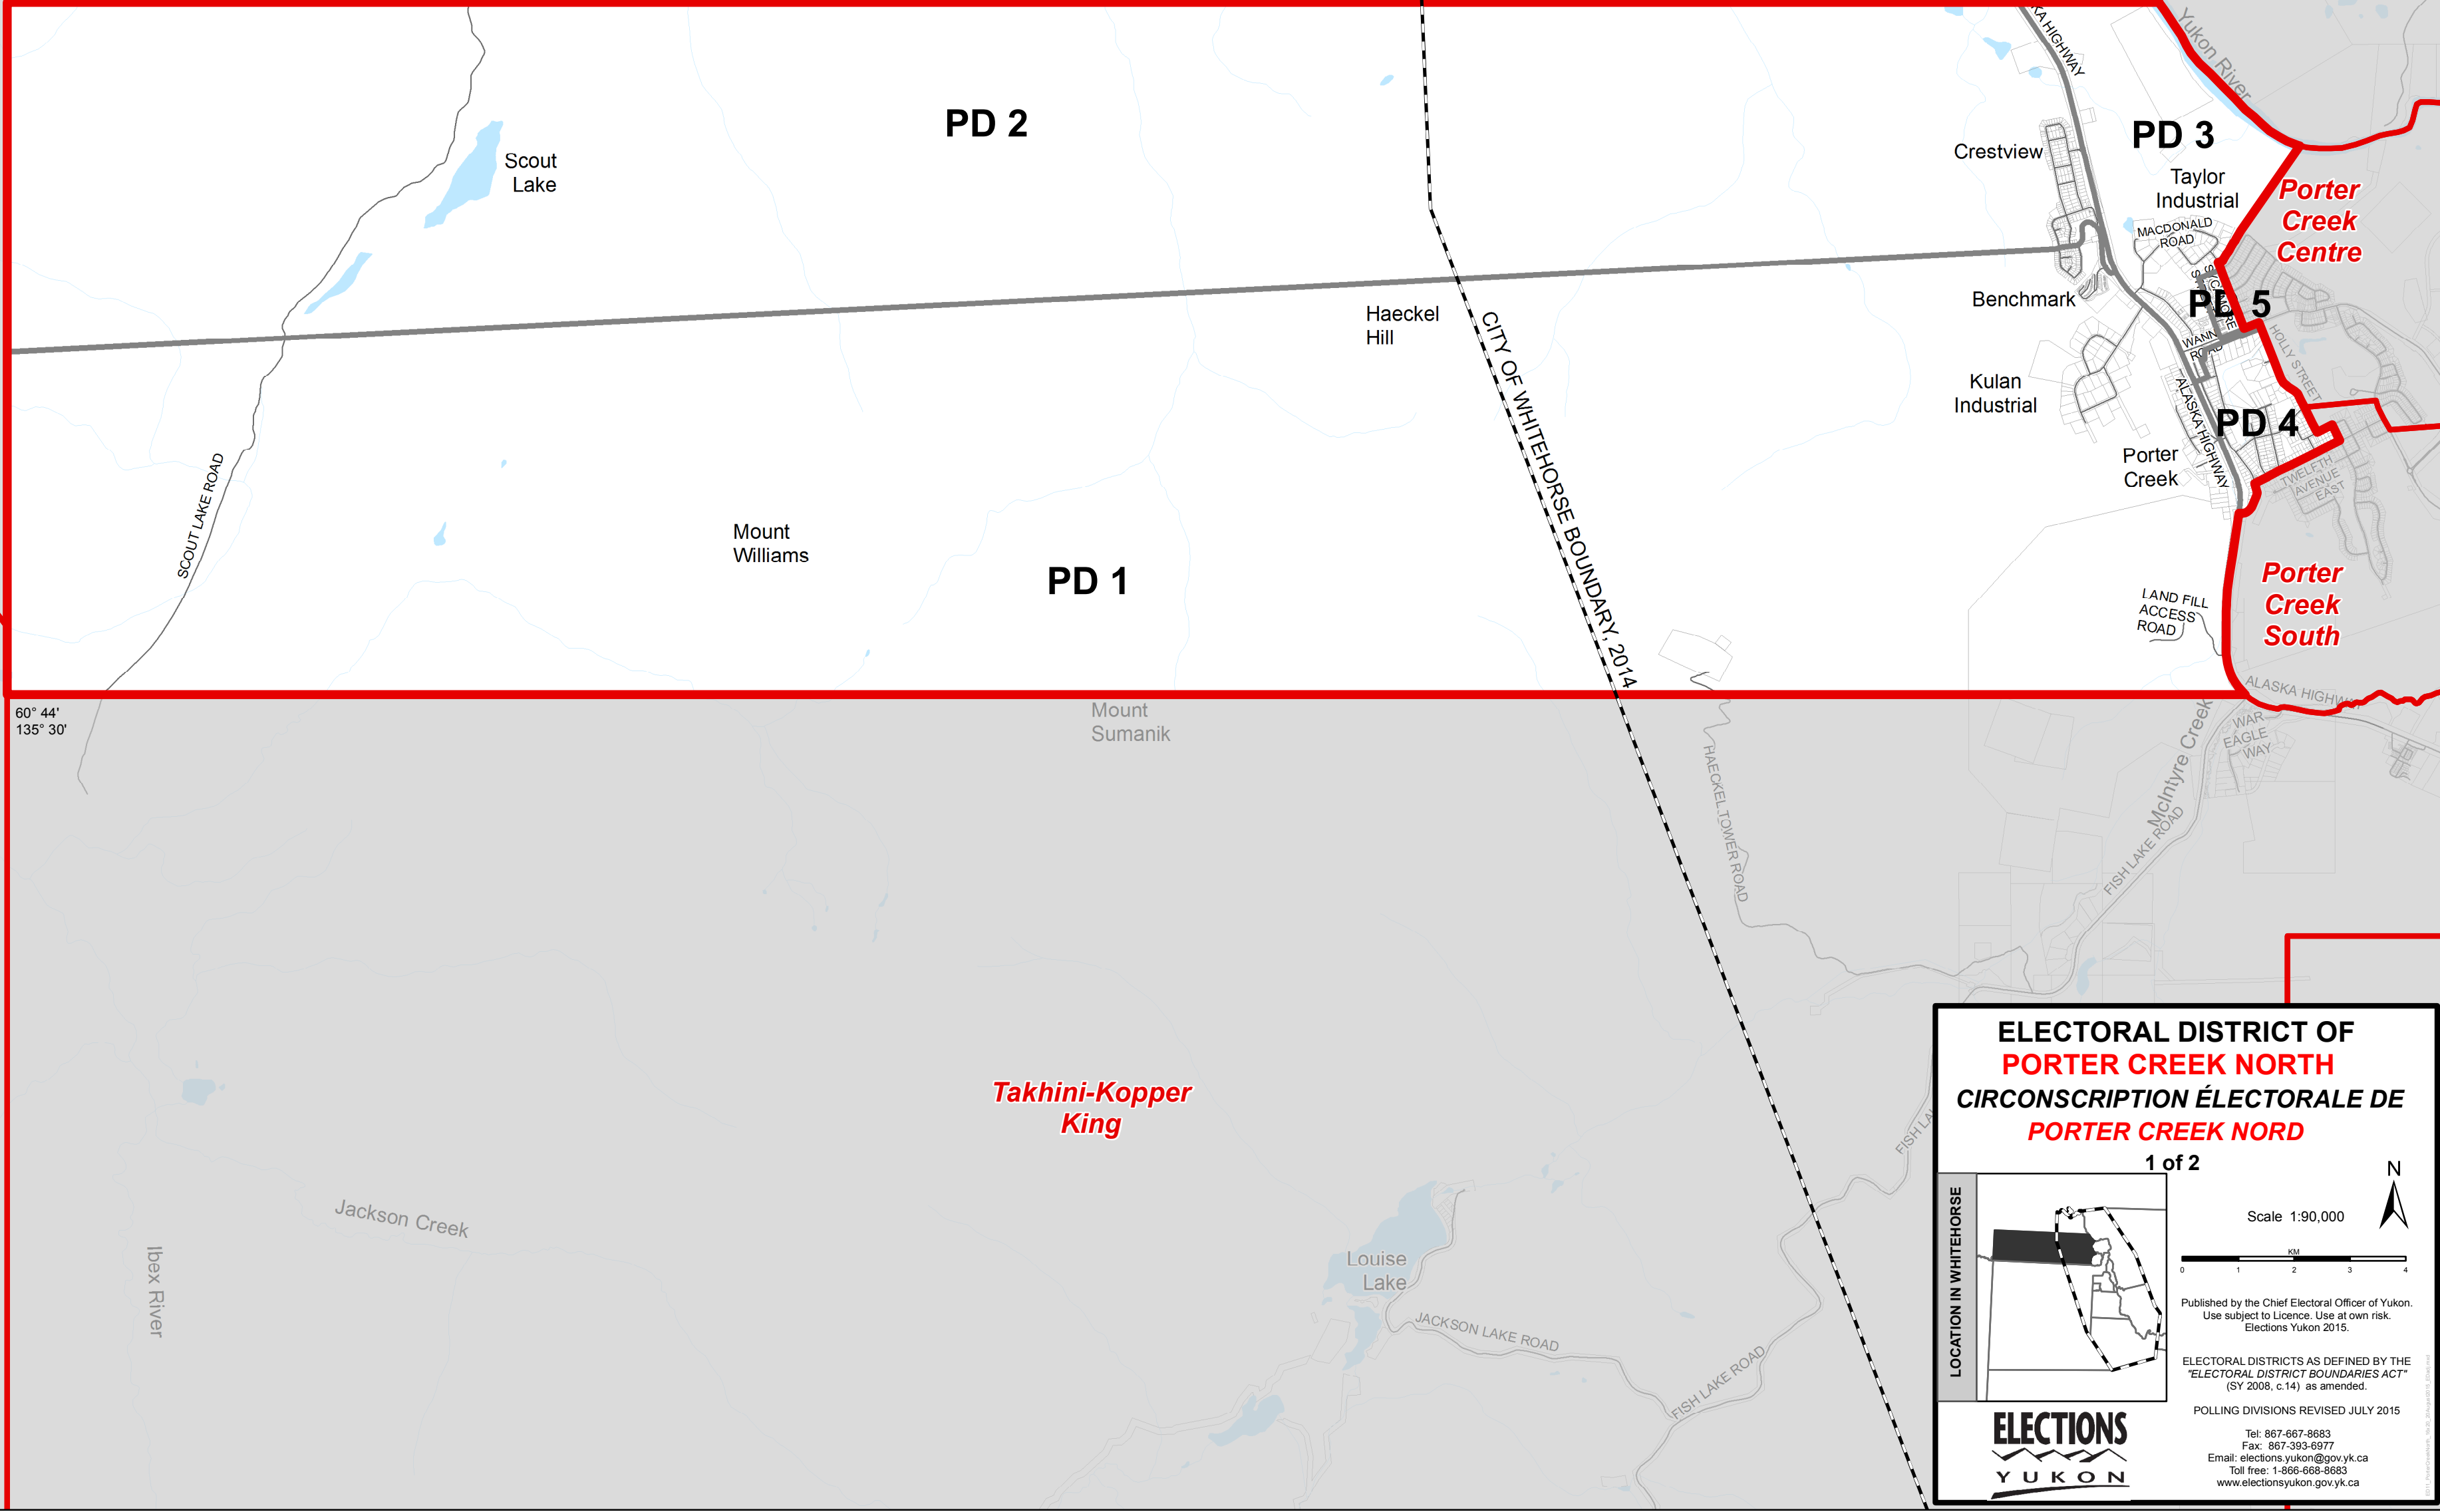 KA HIGHWAY
Yukon River
PD 2
PD 3
Scout
Lake
Crestview
Taylor
Industrial
MACDONALD
ROAD
Porter
Creek
Centre
Benchmark
SYCAMORE
PD 5
Haeckel
Hill
WANN
ROAD
HOLLY STREET
Kulan
Industrial
ALASKA HIGHWAY
PD 4
Porter
Creek
TWELFTH
AVENUE
EAST
CITY OF WHITEHORSE BOUNDARY, 2014
SCOUT LAKE ROAD
Mount
Williams
PD 1
LAND FILL
ACCESS
ROAD
Porter
Creek
South
60° 44'
135° 30'
Mount
Sumanik
ALASKA HIGHWAY
WAR
EAGLE
WAY
McIntyre Creek
HAECKEL TOWER ROAD
FISH LAKE ROAD
Takhini-Kopper
King
FISH LA
Jackson Creek
Ibex River
Louise
Lake
JACKSON LAKE ROAD
FISH LAKE ROAD
ELECTORAL DISTRICT OF
PORTER CREEK NORTH
CIRCONSCRIPTION ÉLECTORALE DE
PORTER CREEK NORD
1 of 2
LOCATION IN WHITEHORSE
N
Scale 1:90,000
KM
0 1 2 3 4
Published by the Chief Electoral Officer of Yukon.
Use subject to Licence. Use at own risk.
Elections Yukon 2015.
ELECTORAL DISTRICTS AS DEFINED BY THE
"ELECTORAL DISTRICT BOUNDARIES ACT"
(SY 2008, c.14) as amended.
POLLING DIVISIONS REVISED JULY 2015
Tel: 867-667-8683
Fax: 867-393-6977
Email: elections.yukon@gov.yk.ca
Toll free: 1-866-668-8683
www.electionsyukon.gov.yk.ca
ELECTIONS
YUKON